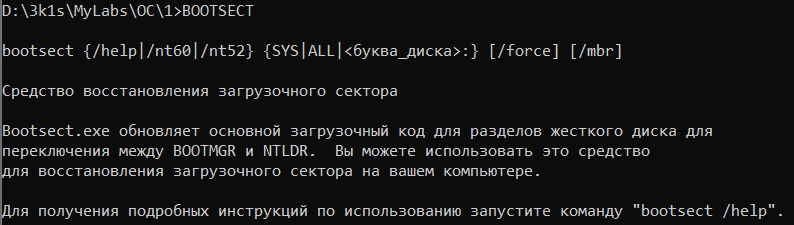 D:\3k1s\MyLabs\OC\1>BOOTSECT
bootsect {/help|/nt60|/nt52} {SYS|ALL|<буква_диска>:} [/force] [/mbr]
Средство восстановления загрузочного сектора
Bootsect.exe обновляет основной загрузочный код для разделов жесткого диска для
переключения между BOOTMGR и NTLDR.  Вы можете использовать это средство
для восстановления загрузочного сектора на вашем компьютере.
Для получения подробных инструкций по использованию запустите команду "bootsect /help".